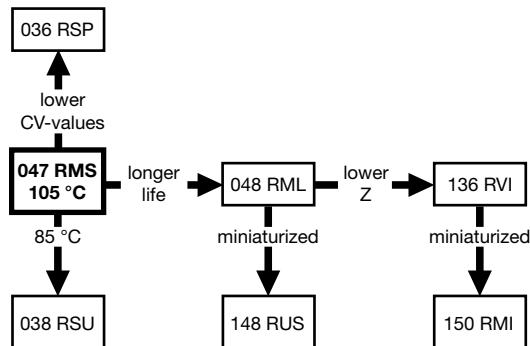 036 RSP
lower
CV-values
047 RMS
105 °C
longer
life
048 RML
lower
Z
136 RVI
85 °C
miniaturized
miniaturized
038 RSU
148 RUS
150 RMI